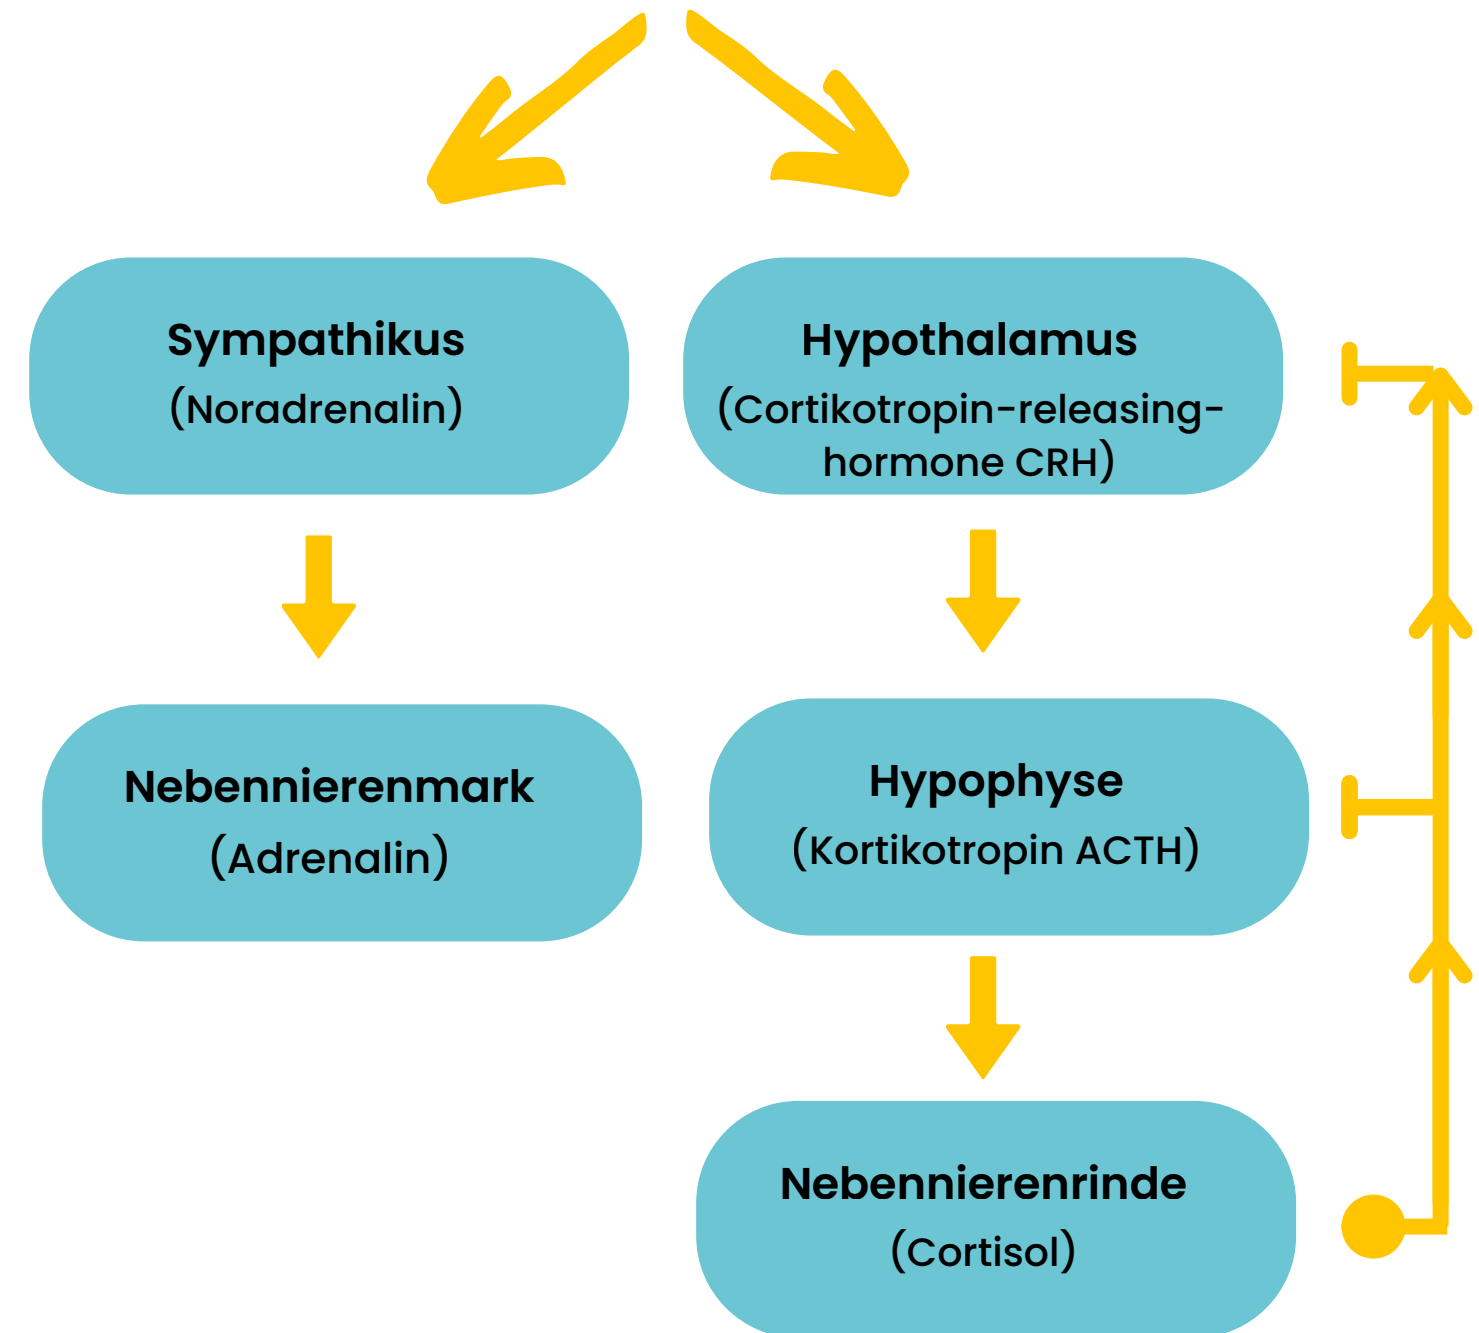 Sympathikus
(Noradrenalin)
Hypothalamus
(Cortikotropin-releasing-
hormone CRH)
Nebennierenmark
(Adrenalin)
Hypophyse
(Kortikotropin ACTH)
Nebennierenrinde
(Cortisol)